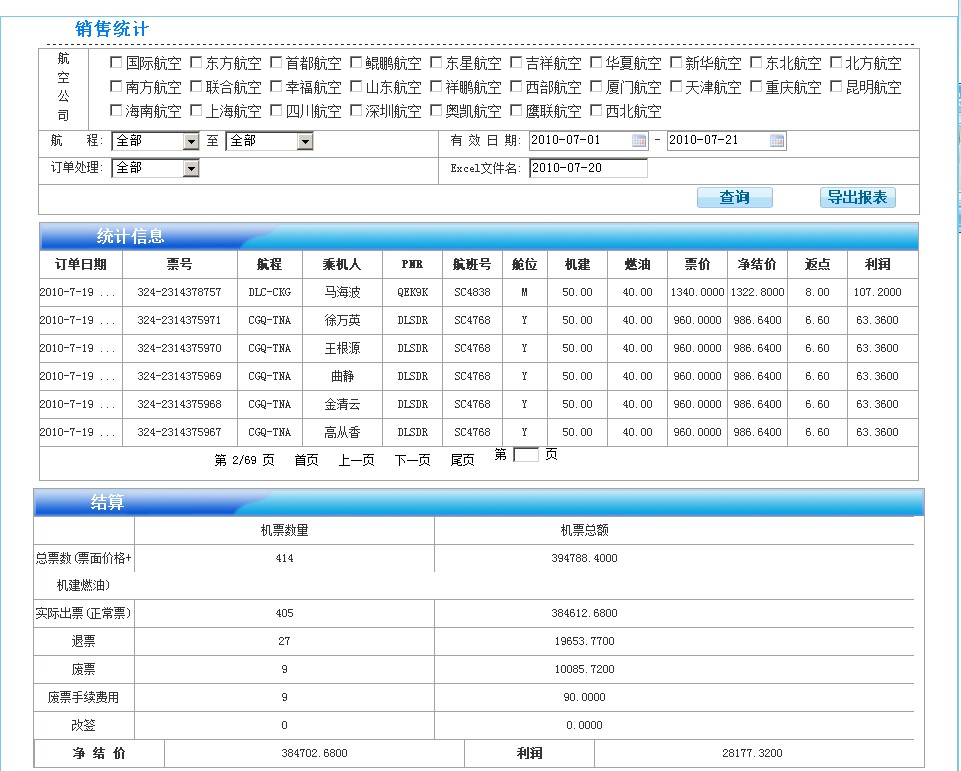 销售统计
航空公司
国际航空 东方航空 首都航空 鲲鹏航空 东星航空 吉祥航空 华夏航空 新华航空 东北航空 北方航空
南方航空 联合航空 幸福航空 山东航空 祥鹏航空 西部航空 厦门航空 天津航空 重庆航空 昆明航空
海南航空 上海航空 四川航空 深圳航空 奥凯航空 鹰联航空 西北航空
航 程: 全部 至 全部 有 效 日 期: 2010-07-01 - 2010-07-21
订单处理: 全部 Excel文件名: 2010-07-20
查询 导出报表
统计信息
订单日期 票号 航程 乘机人 PNR 航班号 舱位 机建 燃油 票价 净结价 返点 利润
2010-7-19 ... 324-2314378757 DLC-CKG 马海波 QEK9K SC4838 M 50.00 40.00 1340.0000 1322.8000 8.00 107.2000
2010-7-19 ... 324-2314375971 CGQ-TNA 徐万英 DLSDR SC4768 Y 50.00 40.00 960.0000 986.6400 6.60 63.3600
2010-7-19 ... 324-2314375970 CGQ-TNA 王根源 DLSDR SC4768 Y 50.00 40.00 960.0000 986.6400 6.60 63.3600
2010-7-19 ... 324-2314375969 CGQ-TNA 曲静 DLSDR SC4768 Y 50.00 40.00 960.0000 986.6400 6.60 63.3600
2010-7-19 ... 324-2314375968 CGQ-TNA 金清云 DLSDR SC4768 Y 50.00 40.00 960.0000 986.6400 6.60 63.3600
2010-7-19 ... 324-2314375967 CGQ-TNA 高从香 DLSDR SC4768 Y 50.00 40.00 960.0000 986.6400 6.60 63.3600
第 2/69 页 首页 上一页 下一页 尾页 第 页
结算
机票数量 机票总额
总票数(票面价格+ 414 394788.4000
机建燃油)
实际出票(正常票) 405 384612.6800
退票 27 19653.7700
废票 9 10085.7200
废票手续费用 9 90.0000
改签 0 0.0000
净 结 价 384702.6800 利润 28177.3200